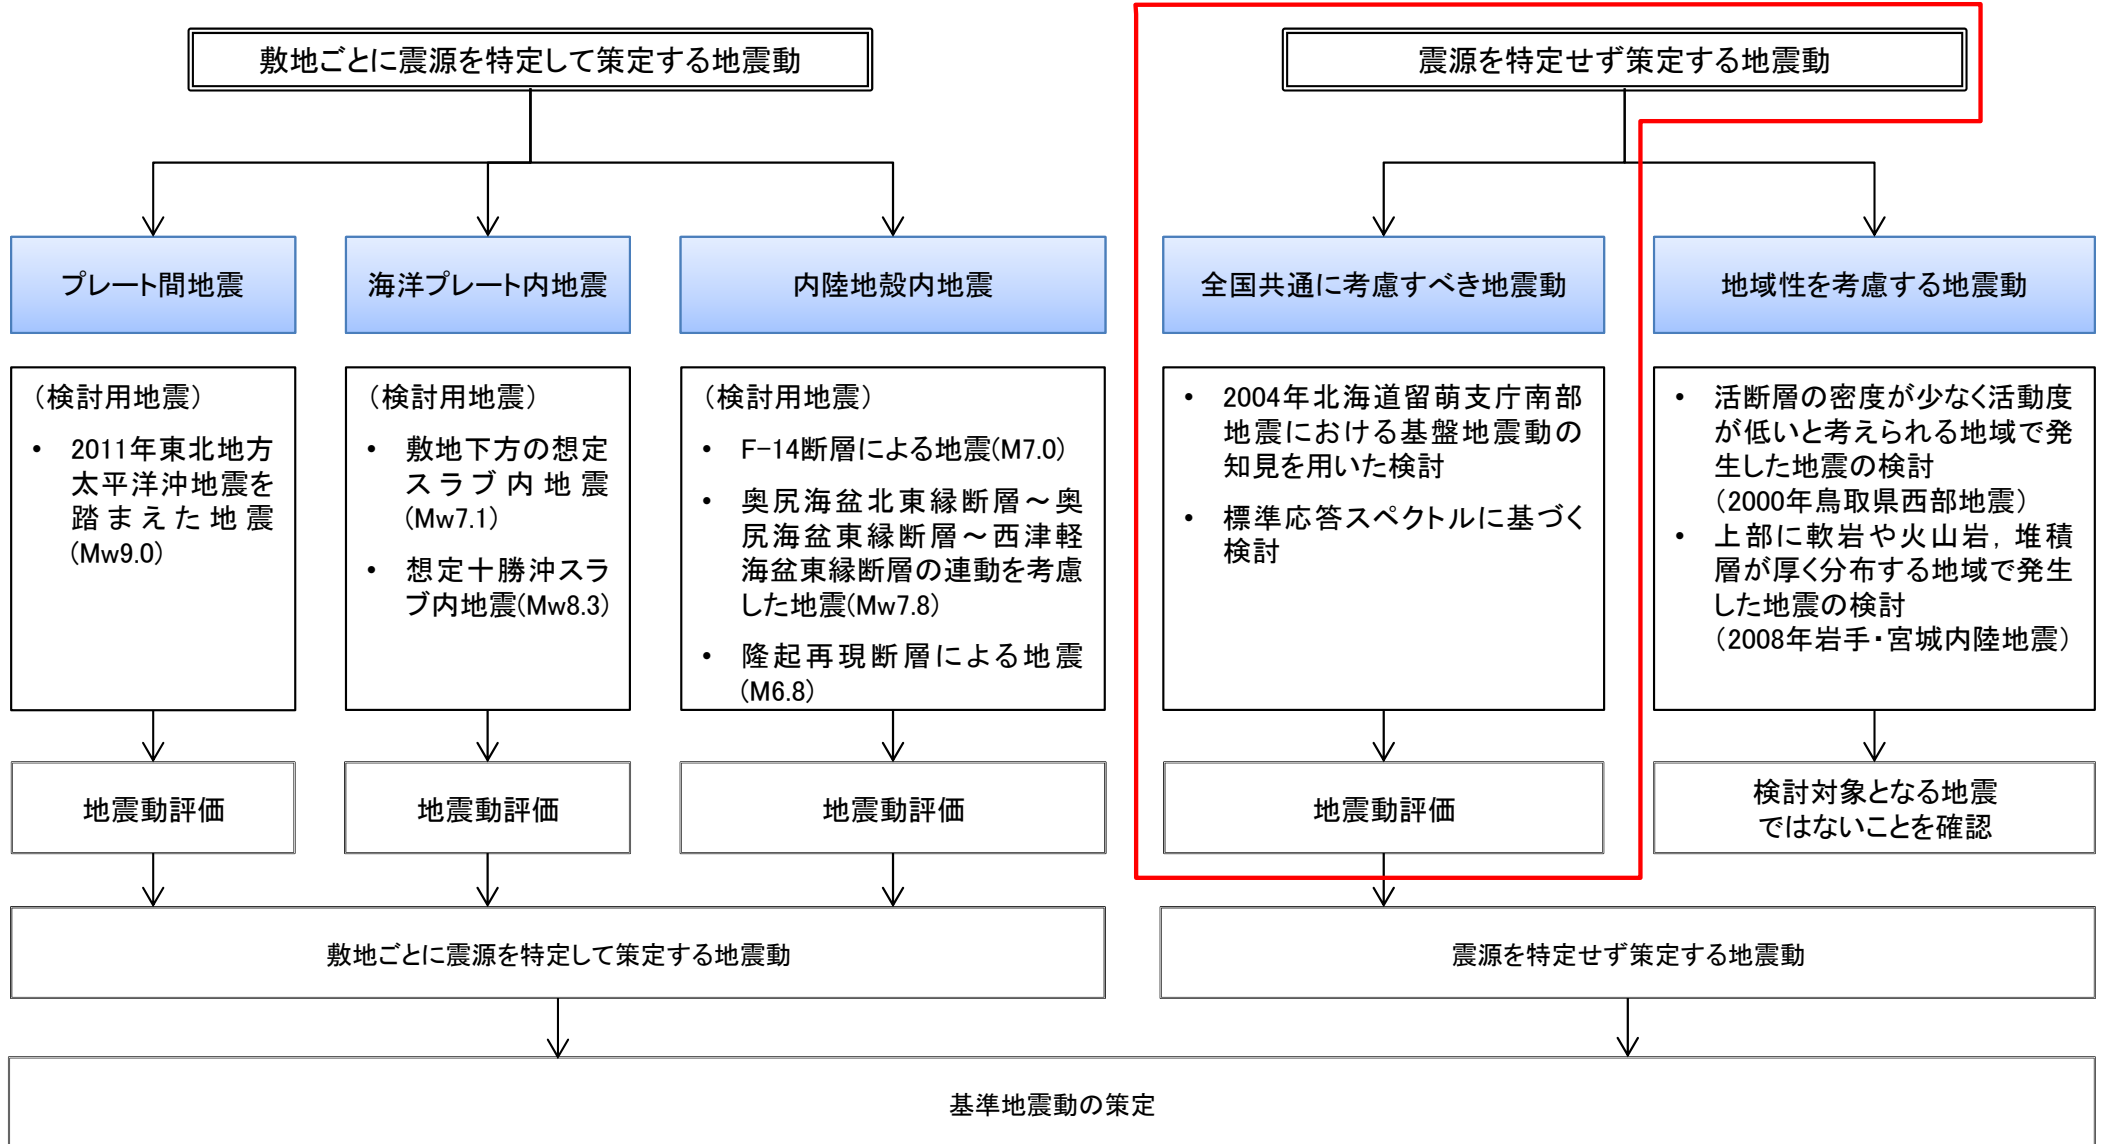 敷地ごとに震源を特定して策定する地震動
震源を特定せず策定する地震動
プレート間地震
海洋プレート内地震
内陸地殻内地震
全国共通に考慮すべき地震動
地域性を考慮する地震動
（検討用地震）
• 2011年東北地方
太平洋沖地震を
踏まえた地震
(Mw9.0)
（検討用地震）
• 敷地下方の想定
スラブ内地震
(Mw7.1)
• 想定十勝沖スラ
ブ内地震(Mw8.3)
（検討用地震）
• F−14断層による地震(M7.0)
• 奥尻海盆北東縁断層～奥
尻海盆東縁断層～西津軽
海盆東縁断層の連動を考慮
した地震(Mw7.8)
• 隆起再現断層による地震
(M6.8)
• 2004年北海道留萌支庁南部
地震における基盤地震動の
知見を用いた検討
• 標準応答スペクトルに基づく
検討
• 活断層の密度が少なく活動度
が低いと考えられる地域で発
生した地震の検討
（2000年鳥取県西部地震）
• 上部に軟岩や火山岩，堆積
層が厚く分布する地域で発生
した地震の検討
（2008年岩手・宮城内陸地震）
地震動評価
地震動評価
地震動評価
地震動評価
検討対象となる地震
ではないことを確認
敷地ごとに震源を特定して策定する地震動
震源を特定せず策定する地震動
基準地震動の策定